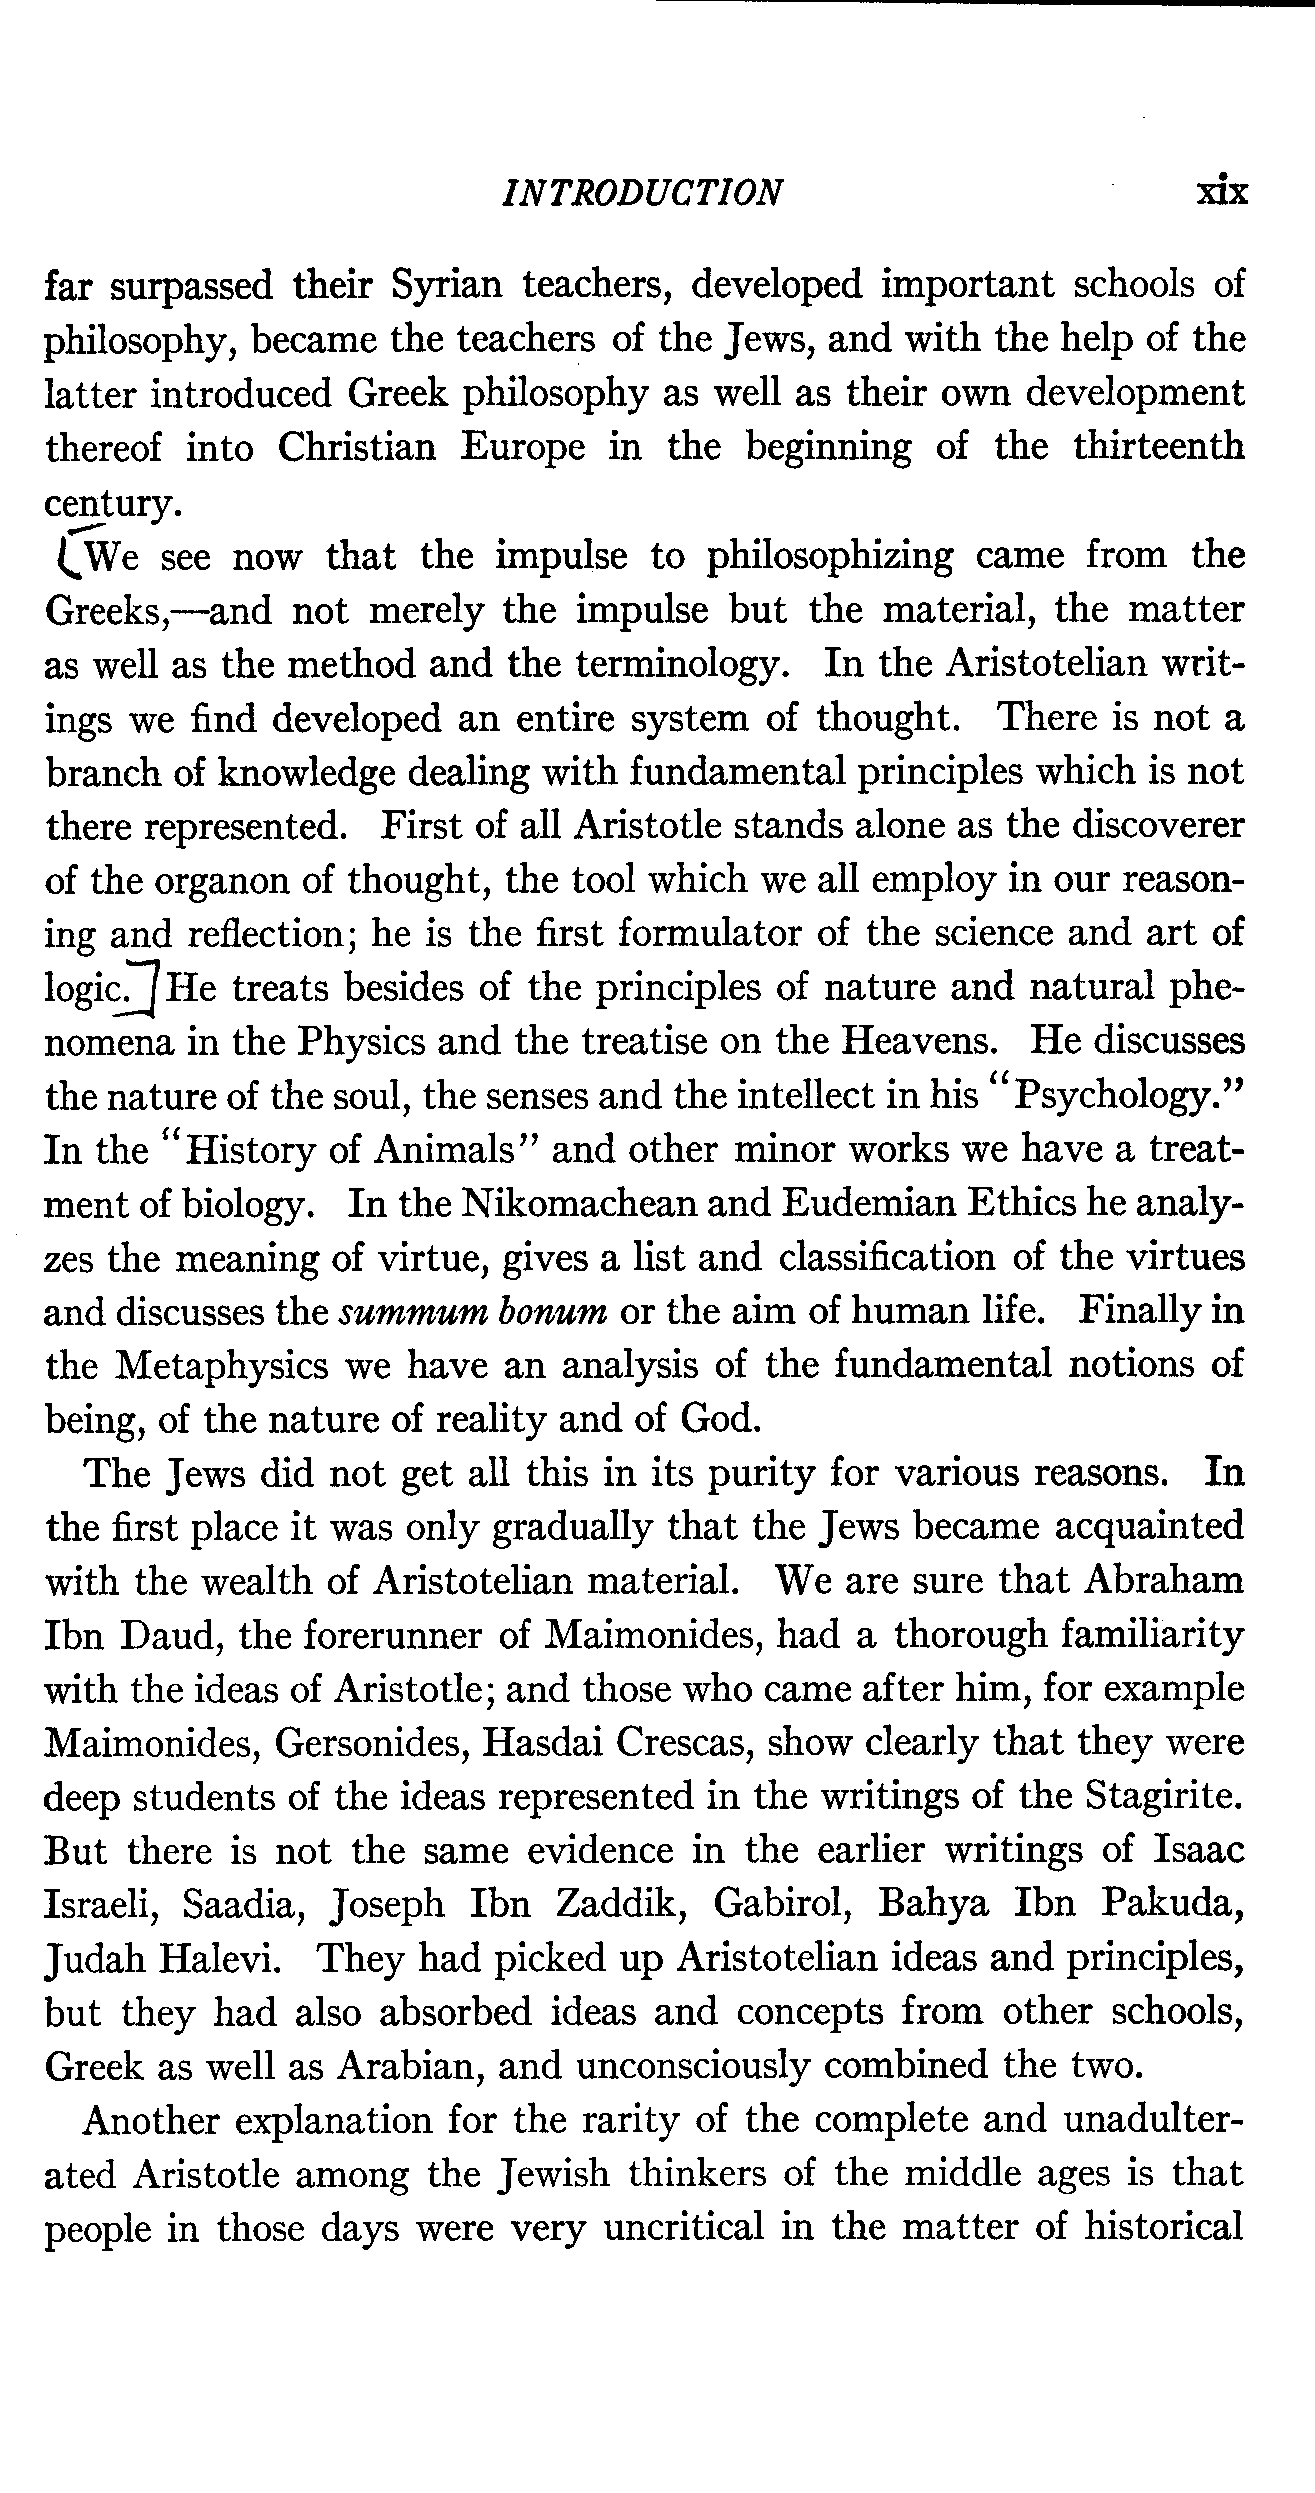 INTRODUCTION xix
far surpassed their Syrian teachers, developed important schools of
philosophy, became the teachers of the Jews, and with the help of the
latter introduced Greek philosophy as well as their own development
thereof into Christian Europe in the beginning of the thirteenth
century.
[We see now that the impulse to philosophizing came from the
Greeks,—and not merely the impulse but the material, the matter
as well as the method and the terminology. In the Aristotelian writ-
ings we find developed an entire system of thought. There is not a
branch of knowledge dealing with fundamental principles which is not
there represented. First of all Aristotle stands alone as the discoverer
of the organon of thought, the tool which we all employ in our reason-
ing and reflection; he is the first formulator of the science and art of
logic.] He treats besides of the principles of nature and natural phe-
nomena in the Physics and the treatise on the Heavens. He discusses
the nature of the soul, the senses and the intellect in his "Psychology."
In the "History of Animals" and other minor works we have a treat-
ment of biology. In the Nikomachean and Eudemian Ethics he analy-
zes the meaning of virtue, gives a list and classification of the virtues
and discusses the summum bonum or the aim of human life. Finally in
the Metaphysics we have an analysis of the fundamental notions of
being, of the nature of reality and of God.
The Jews did not get all this in its purity for various reasons. In
the first place it was only gradually that the Jews became acquainted
with the wealth of Aristotelian material. We are sure that Abraham
Ibn Daud, the forerunner of Maimonides, had a thorough familiarity
with the ideas of Aristotle; and those who came after him, for example
Maimonides, Gersonides, Hasdai Crescas, show clearly that they were
deep students of the ideas represented in the writings of the Stagirite.
But there is not the same evidence in the earlier writings of Isaac
Israeli, Saadia, Joseph Ibn Zaddik, Gabirol, Bahya Ibn Pakuda,
Judah Halevi. They had picked up Aristotelian ideas and principles,
but they had also absorbed ideas and concepts from other schools,
Greek as well as Arabian, and unconsciously combined the two.
Another explanation for the rarity of the complete and unadulter-
ated Aristotle among the Jewish thinkers of the middle ages is that
people in those days were very uncritical in the matter of historical